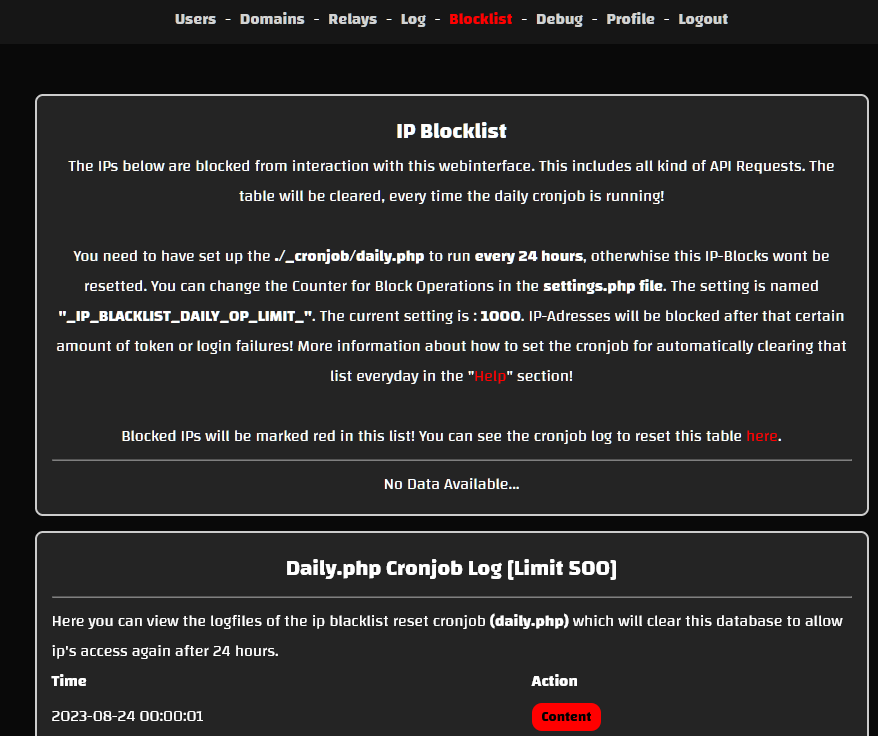 Users - Domains - Relays - Log - Blocklist - Debug - Profile - Logout
IP Blocklist
The IPs below are blocked from interaction with this webinterface. This includes all kind of API Requests. The
table will be cleared, every time the daily cronjob is running!
You need to have set up the ./_cronjob/daily.php to run every 24 hours, otherwhise this IP-Blocks wont be
resetted. You can change the Counter for Block Operations in the settings.php file. The setting is named
"_IP_BLACKLIST_DAILY_OP_LIMIT_". The current setting is : 1000. IP-Adresses will be blocked after that certain
amount of token or login failures! More information about how to set the cronjob for automatically clearing that
list everyday in the "Help" section!
Blocked IPs will be marked red in this list! You can see the cronjob log to reset this table here.
No Data Available...
Daily.php Cronjob Log [Limit 500]
Here you can view the logfiles of the ip blacklist reset cronjob (daily.php) which will clear this database to allow
ip's access again after 24 hours.
Time Action
2023-08-24 00:00:01 Content